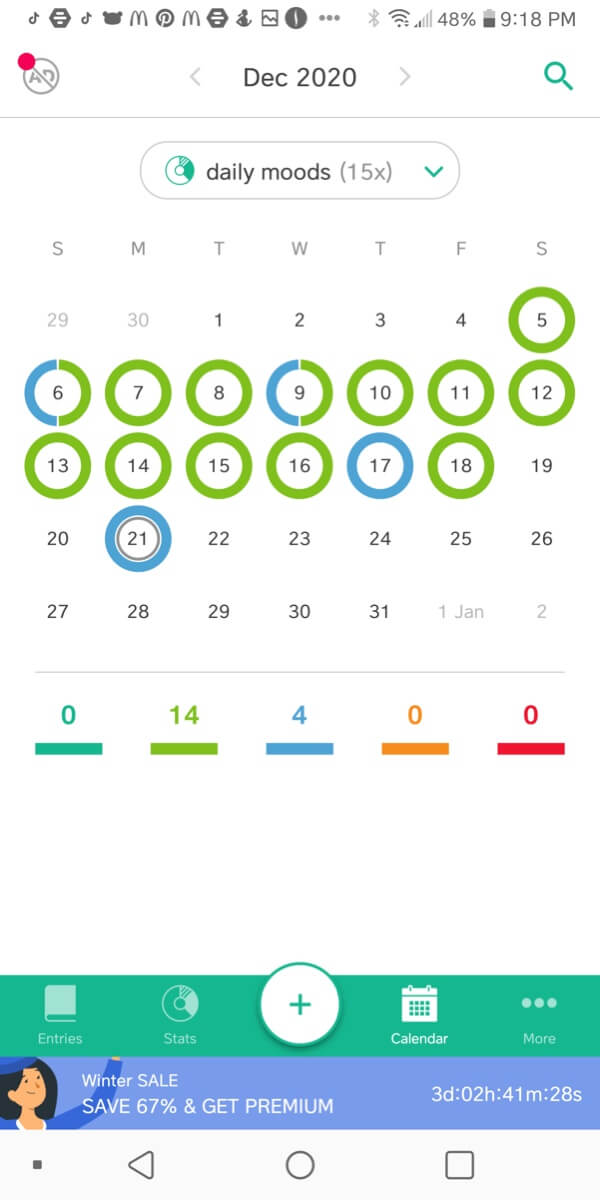 48% 9:18 PM
AD
Dec 2020
daily moods (15x)
S M T W T F S
29 30 1 2 3 4 5
6 7 8 9 10 11 12
13 14 15 16 17 18 19
20 21 22 23 24 25 26
27 28 29 30 31 1 Jan 2
0 14 4 0 0
+
Entries Stats Calendar More
Winter SALE
SAVE 67% & GET PREMIUM
3d:02h:41m:28s